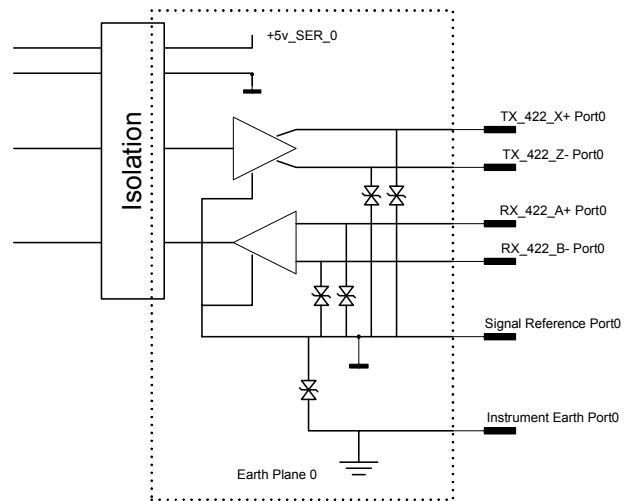 +5v_SER_0
Isolation
TX_422_X+ Port0
TX_422_Z- Port0
RX_422_A+ Port0
RX_422_B- Port0
Signal Reference Port0
Instrument Earth Port0
Earth Plane 0